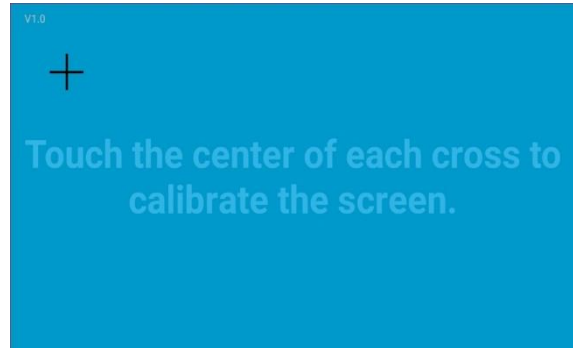 V1.0
Touch the center of each cross to
calibrate the screen.